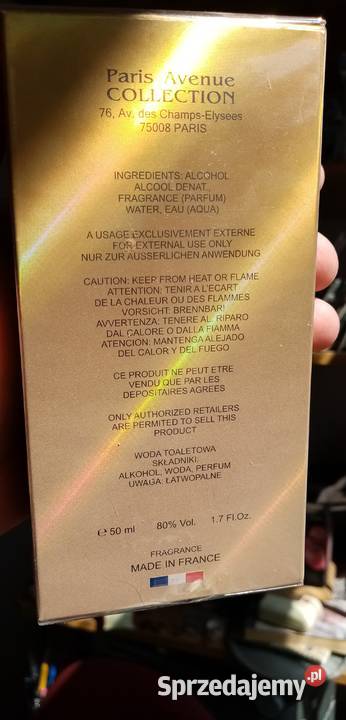 Paris Avenue
COLLECTION
76, Av. des Champs-Elysees
75008 PARIS
INGREDIENTS: ALCOHOL
ALCOOL DENAT.,
FRAGRANCE (PARFUM)
WATER, EAU (AQUA)
A USAGE EXCLUSIVEMENT EXTERNE
FOR EXTERNAL USE ONLY
NUR ZUR ÄUSSERLICHEN ANWENDUNG
CAUTION: KEEP FROM HEAT OR FLAME
ATTENTION: TENIR A L'ECART
DE LA CHALEUR OU DES FLAMMES
VORSICHT: BRENNBAR!
AVVERTENZA: TENERE AL RIPARO
DAL CALORE O DALLA FIAMMA
ATENCION: MANTENGA ALEJADO
DEL CALOR Y DEL FUEGO
CE PRODUIT NE PEUT ETRE
VENDU QUE PAR LES
DEPOSITAIRES AGREES
ONLY AUTHORIZED RETAILERS
ARE PERMITED TO SELL THIS
PRODUCT
WODA TOALETOWA
SKŁADNIKI:
ALKOHOL, WODA, PERFUM
UWAGA: ŁATWOPALNE
e 50 ml 80% Vol. 1.7 Fl.Oz.
FRAGRANCE
MADE IN FRANCE
Sprzedajemy.pl